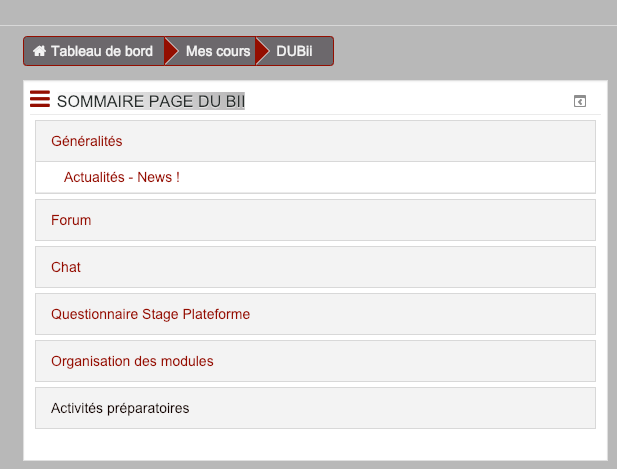 Tableau de bord Mes cours DUBii
SOMMAIRE PAGE DU BII
Généralités
Actualités - News !
Forum
Chat
Questionnaire Stage Plateforme
Organisation des modules
Activités préparatoires